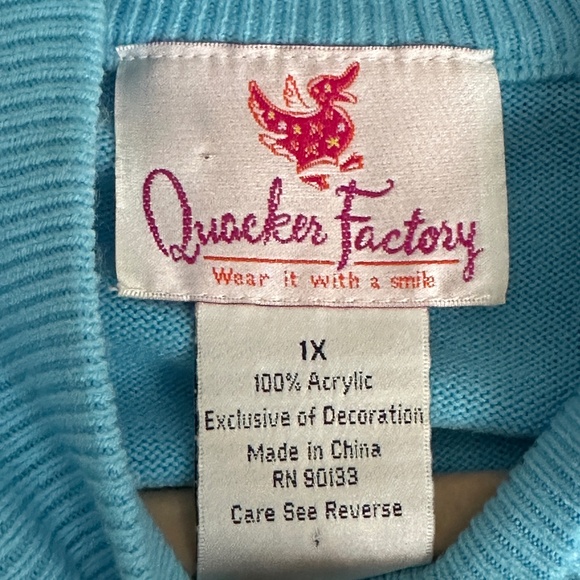 Quacker Factory
Wear it with a smile
1X
100% Acrylic
Exclusive of Decoration
Made in China
RN 90133
Care See Reverse